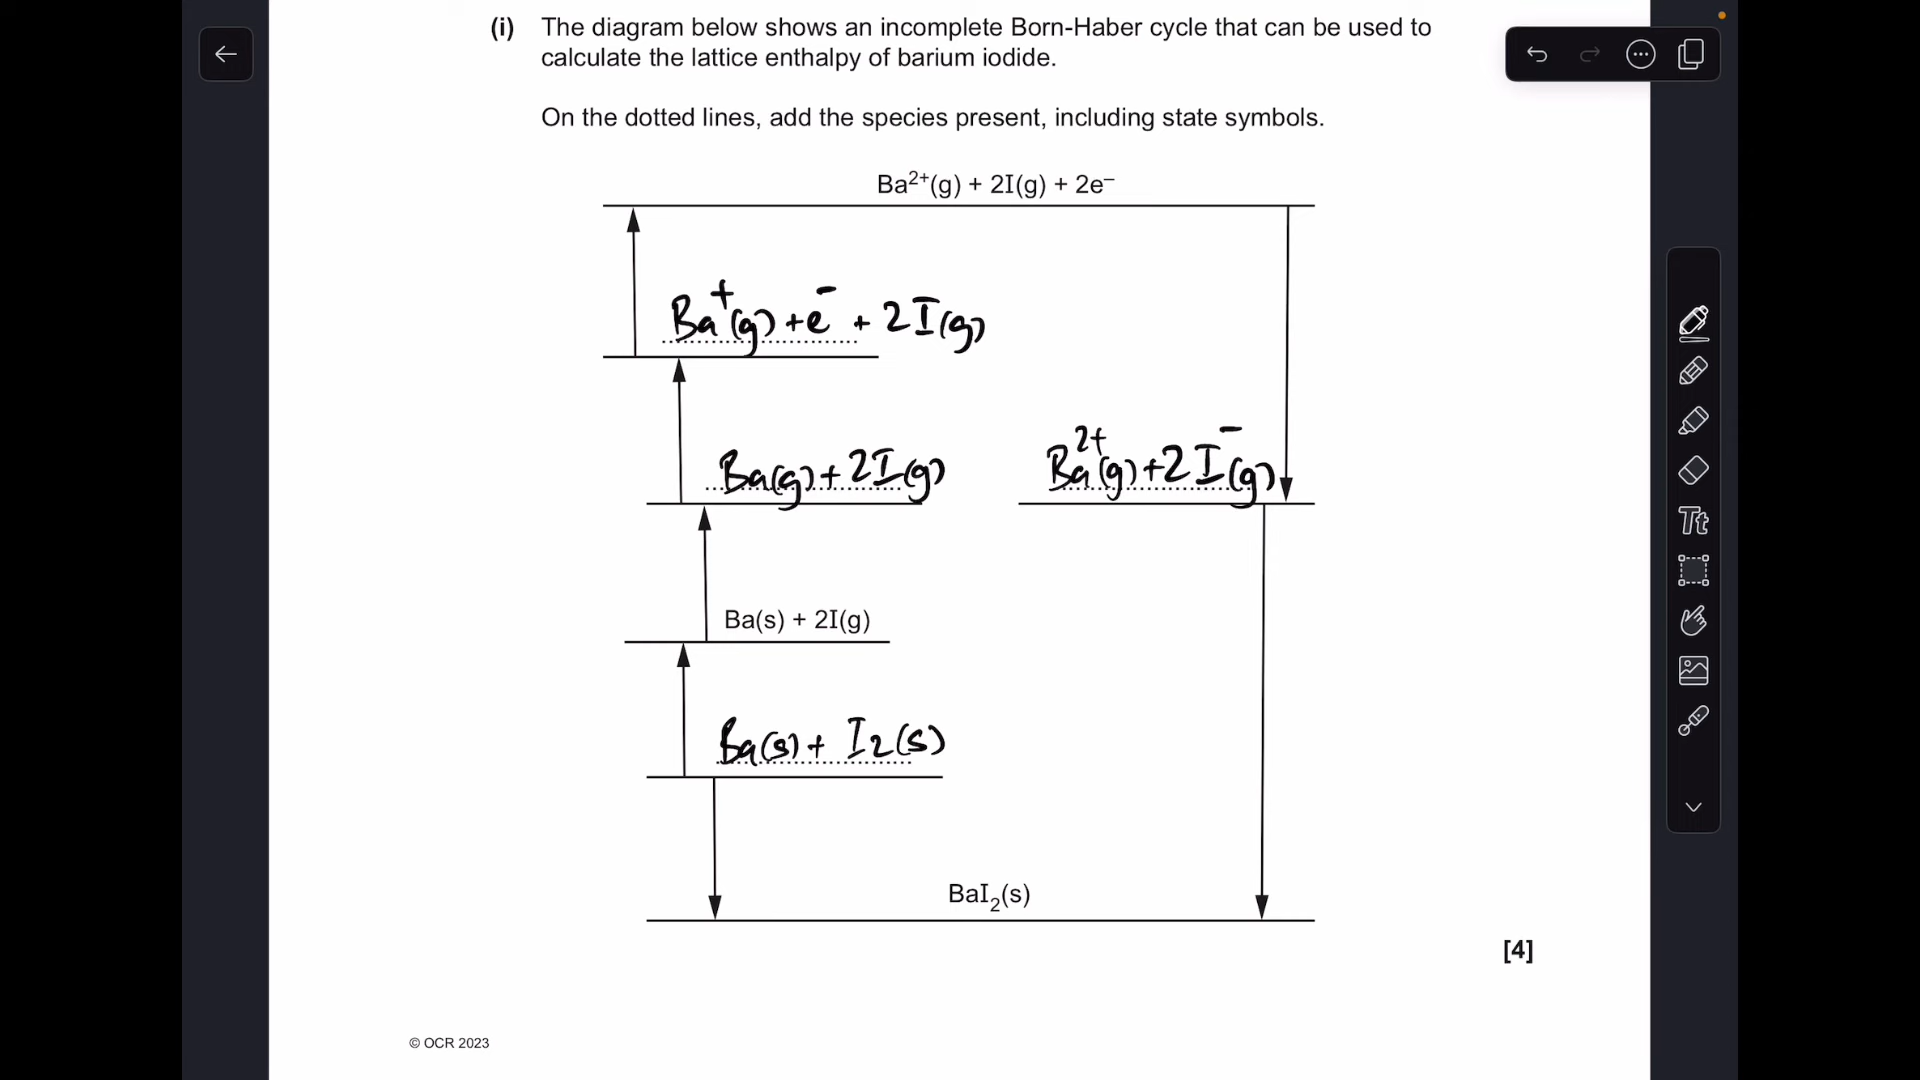 (i) The diagram below shows an incomplete Born-Haber cycle that can be used to
calculate the lattice enthalpy of barium iodide.
On the dotted lines, add the species present, including state symbols.
Ba²⁺(g) + 2I(g) + 2e⁻
Ba⁺(g) + e⁻ + 2I(g)
Ba(g) + 2I(g)
Ba²⁺(g) + 2I⁻(g)
Ba(s) + 2I(g)
Ba(s) + I₂(s)
BaI₂(s)
[4]
© OCR 2023
Tt